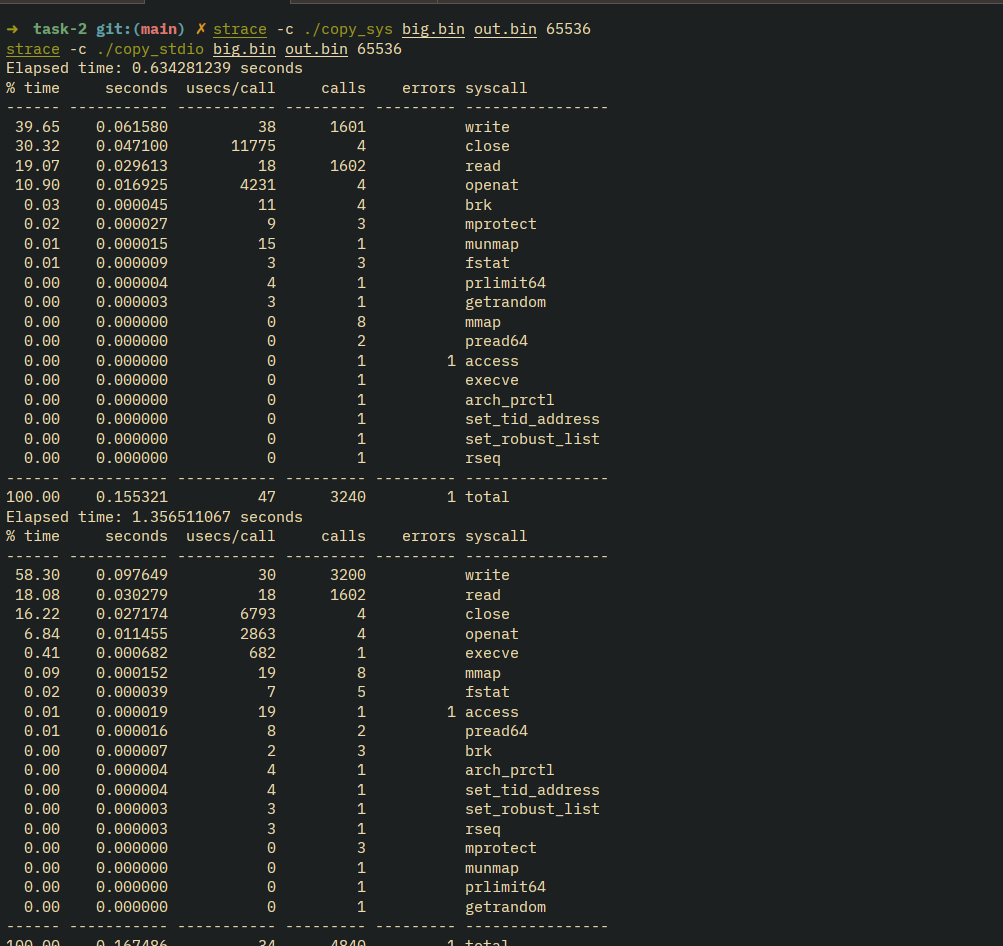 → task-2 git:(main) ✗ strace -c ./copy_sys big.bin out.bin 65536
strace -c ./copy_stdio big.bin out.bin 65536
Elapsed time: 0.634281239 seconds
% time     seconds  usecs/call     calls    errors syscall
------ ----------- ----------- --------- --------- ----------------
 39.65    0.061580          38      1601           write
 30.32    0.047100       11775         4           close
 19.07    0.029613          18      1602           read
 10.90    0.016925        4231         4           openat
  0.03    0.000045          11         4           brk
  0.02    0.000027           9         3           mprotect
  0.01    0.000015          15         1           munmap
  0.01    0.000009           3         3           fstat
  0.00    0.000004           4         1           prlimit64
  0.00    0.000003           3         1           getrandom
  0.00    0.000000           0         8           mmap
  0.00    0.000000           0         2           pread64
  0.00    0.000000           0         1         1 access
  0.00    0.000000           0         1           execve
  0.00    0.000000           0         1           arch_prctl
  0.00    0.000000           0         1           set_tid_address
  0.00    0.000000           0         1           set_robust_list
  0.00    0.000000           0         1           rseq
------ ----------- ----------- --------- --------- ----------------
100.00    0.155321          47      3240         1 total
Elapsed time: 1.356511067 seconds
% time     seconds  usecs/call     calls    errors syscall
------ ----------- ----------- --------- --------- ----------------
 58.30    0.097649          30      3200           write
 18.08    0.030279          18      1602           read
 16.22    0.027174        6793         4           close
  6.84    0.011455        2863         4           openat
  0.41    0.000682         682         1           execve
  0.09    0.000152          19         8           mmap
  0.02    0.000039           7         5           fstat
  0.01    0.000019          19         1         1 access
  0.01    0.000016           8         2           pread64
  0.00    0.000007           2         3           brk
  0.00    0.000004           4         1           arch_prctl
  0.00    0.000004           4         1           set_tid_address
  0.00    0.000003           3         1           set_robust_list
  0.00    0.000003           3         1           rseq
  0.00    0.000000           0         3           mprotect
  0.00    0.000000           0         1           munmap
  0.00    0.000000           0         1           prlimit64
  0.00    0.000000           0         1           getrandom
------ ----------- ----------- --------- --------- ----------------
100.00    0.167486          34      4840         1 total